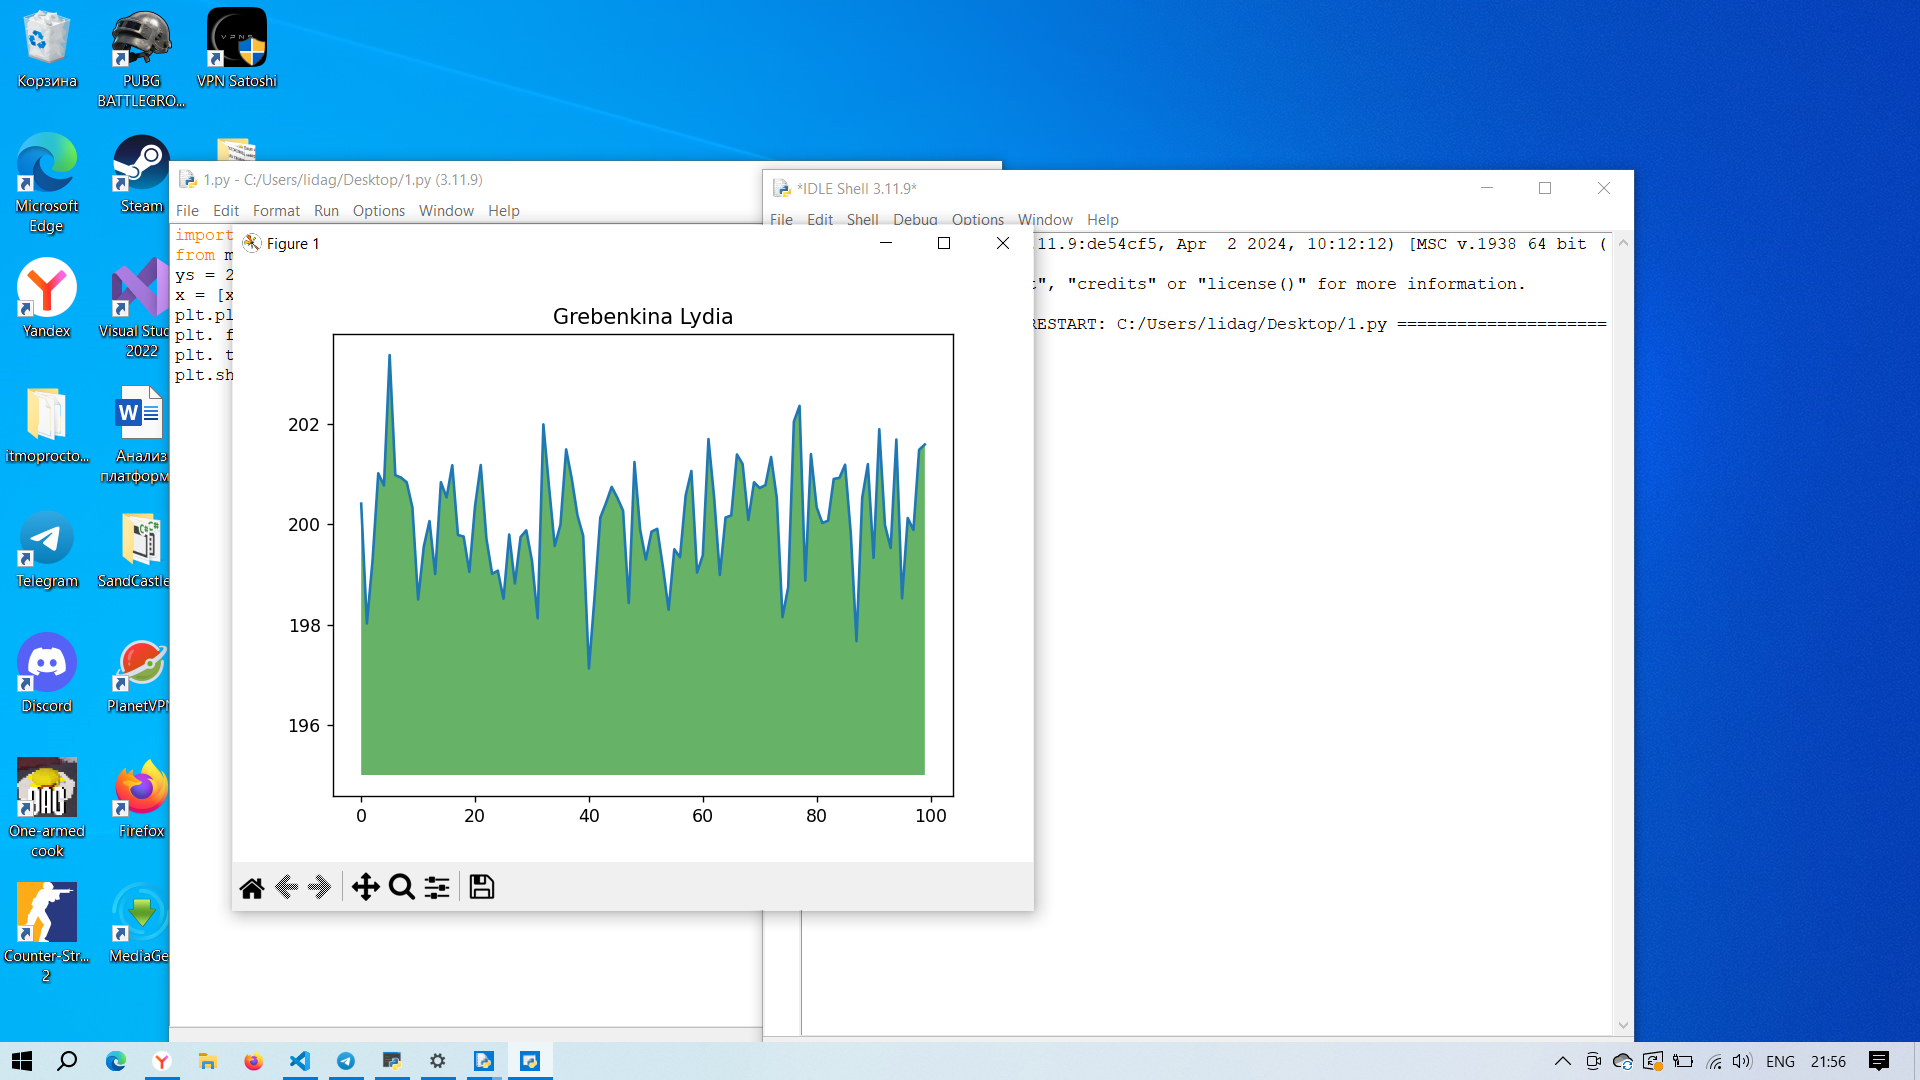 Корзина
PUBG
BATTLEGRO...
VPN Satoshi
Microsoft
Edge
Steam
Yandex
Visual Stud
2022
itmoprocto...
W
Анализ
платформ
Telegram
SandCastle
Discord
PlanetVPN
One-armed
cook
Firefox
Counter-Str...
2
MediaGe
1.py - C:/Users/lidag/Desktop/1.py (3.11.9)
File Edit Format Run Options Window Help
import
from m
ys = 2
x = [x
plt.pl
plt. f
plt. t
plt.sh
*IDLE Shell 3.11.9*
File Edit Shell Debug Options Window Help
11.9:de54cf5, Apr  2 2024, 10:12:12) [MSC v.1938 64 bit (
t", "credits" or "license()" for more information.
RESTART: C:/Users/lidag/Desktop/1.py =====================
Figure 1
Grebenkina Lydia
202
200
198
196
0 20 40 60 80 100
ENG 21:56